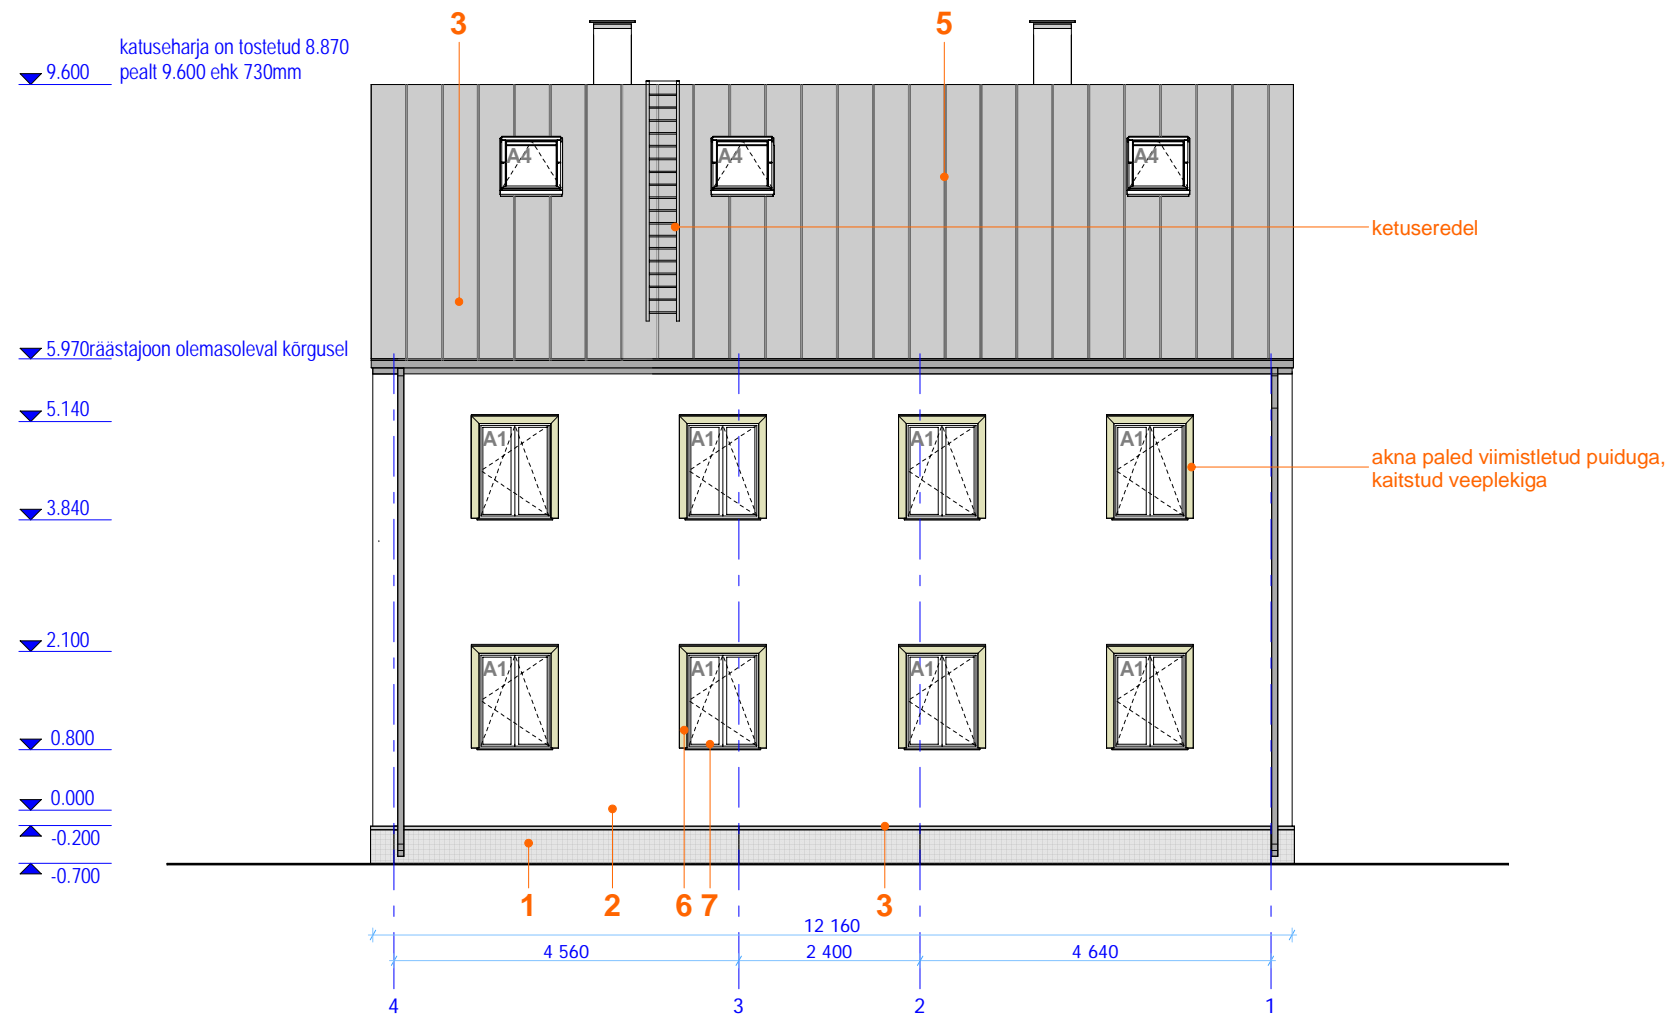 3
5
katuseharja on tostetud 8.870
9.600 pealt 9.600 ehk 730mm
A4 A4 A4
ketuseredel
5.970räästajoon olemasoleval kõrgusel
5.140
A1 A1 A1 A1
akna paled viimistletud puiduga,
kaitstud veeplekiga
3.840
2.100
A1 A1 A1 A1
0.800
0.000
-0.200
-0.700
1 2 6 7 3
12 160
4 560 2 400 4 640
4 3 2 1